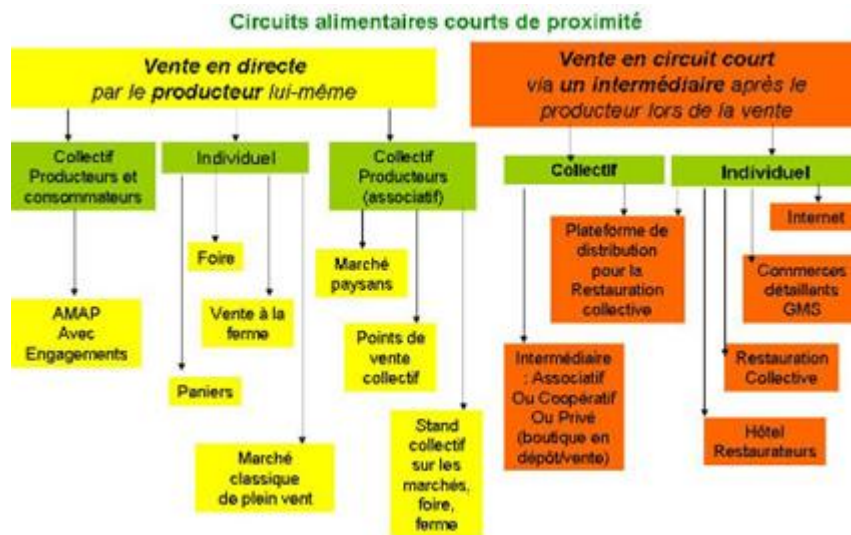 Circuits alimentaires courts de proximité
Vente en directe
par le producteur lui-même
Vente en circuit court
via un intermédiaire après le
producteur lors de la vente
Collectif
Producteurs et
consommateurs
Individuel
Collectif
Producteurs
(associatif)
Collectif
Individuel
AMAP
Avec
Engagements
Foire
Vente à la
ferme
Paniers
Marché
classique
de plein vent
Marché
paysans
Points de
vente
collectif
Stand
collectif
sur les
marchés,
foire,
ferme
Plateforme de
distribution
pour la
Restauration
collective
Intermédiaire
: Associatif
Ou Coopératif
Ou Privé
(boutique en
dépôt/vente)
Internet
Commerces
détaillants
GMS
Restauration
Collective
Hôtel
Restaurateurs